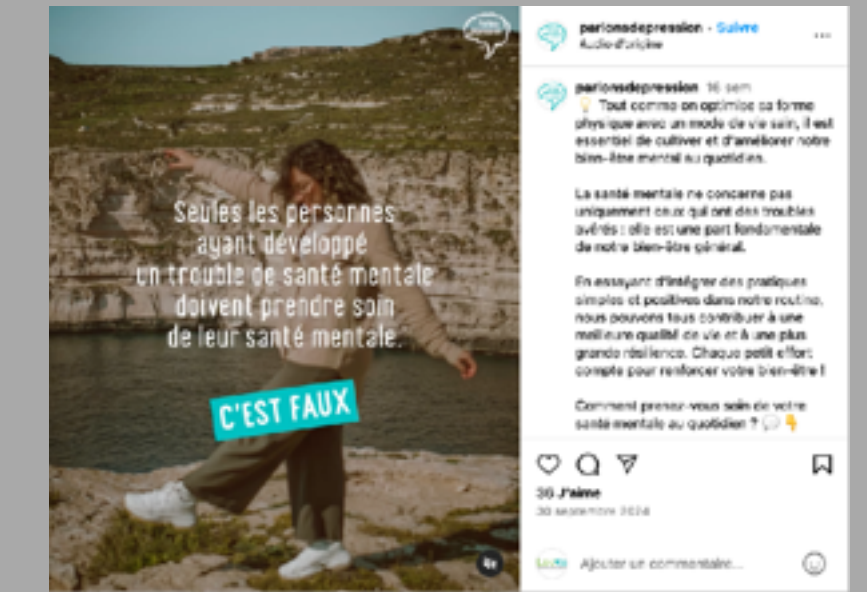 Seules les personnes
ayant développé
un trouble de santé mentale
doivent prendre soin
de leur santé mentale.
C'EST FAUX
parlonsdepression · Suivre
Audio d'origine
parlonsdepression 16 sem
💡 Tout comme on optimise sa forme
physique avec un mode de vie sain, il est
essentiel de cultiver et d'améliorer notre
bien-être mental au quotidien.
La santé mentale ne concerne pas
uniquement ceux qui ont des troubles
avérés : elle est une part fondamentale
de notre bien-être général.
En essayant d'intégrer des pratiques
simples et positives dans notre routine,
nous pouvons tous contribuer à une
meilleure qualité de vie et à une plus
grande résilience. Chaque petit effort
compte pour renforcer votre bien-être !
Comment prenez-vous soin de votre
santé mentale au quotidien ? 💬 👇
36 J'aime
30 septembre 2024
Ajouter un commentaire...